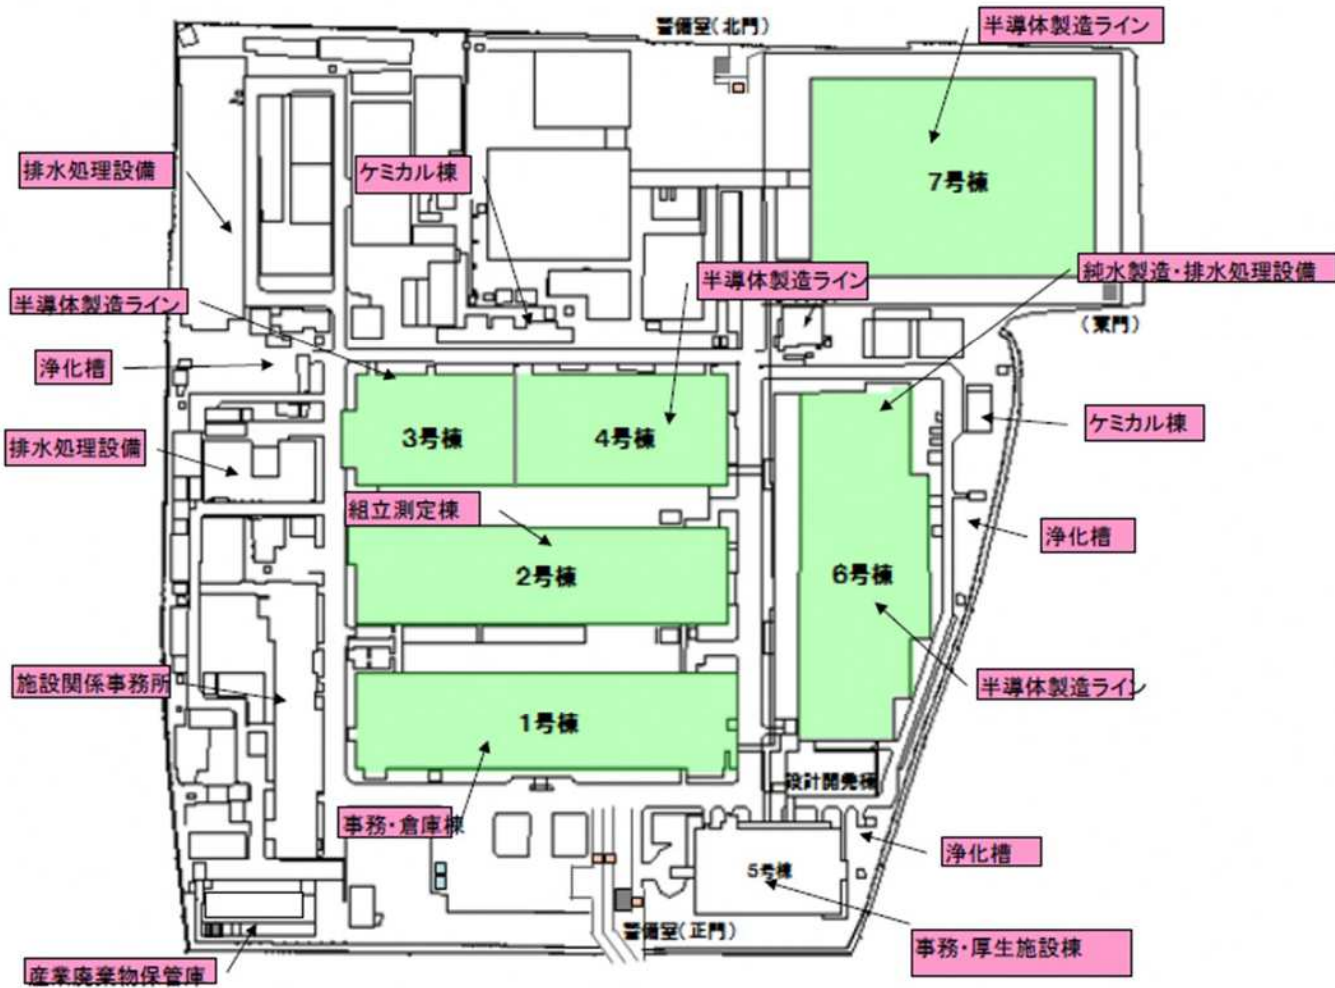 警備室(北門)
半導体製造ライン
排水処理設備
ケミカル棟
7号棟
半導体製造ライン
半導体製造ライン
純水製造・排水処理設備
(東門)
浄化槽
3号棟
4号棟
ケミカル棟
排水処理設備
組立測定棟
浄化槽
2号棟
6号棟
施設関係事務所
半導体製造ライン
1号棟
設計開発棟
事務・倉庫棟
浄化槽
5号棟
警備室(正門)
事務・厚生施設棟
産業廃棄物保管庫